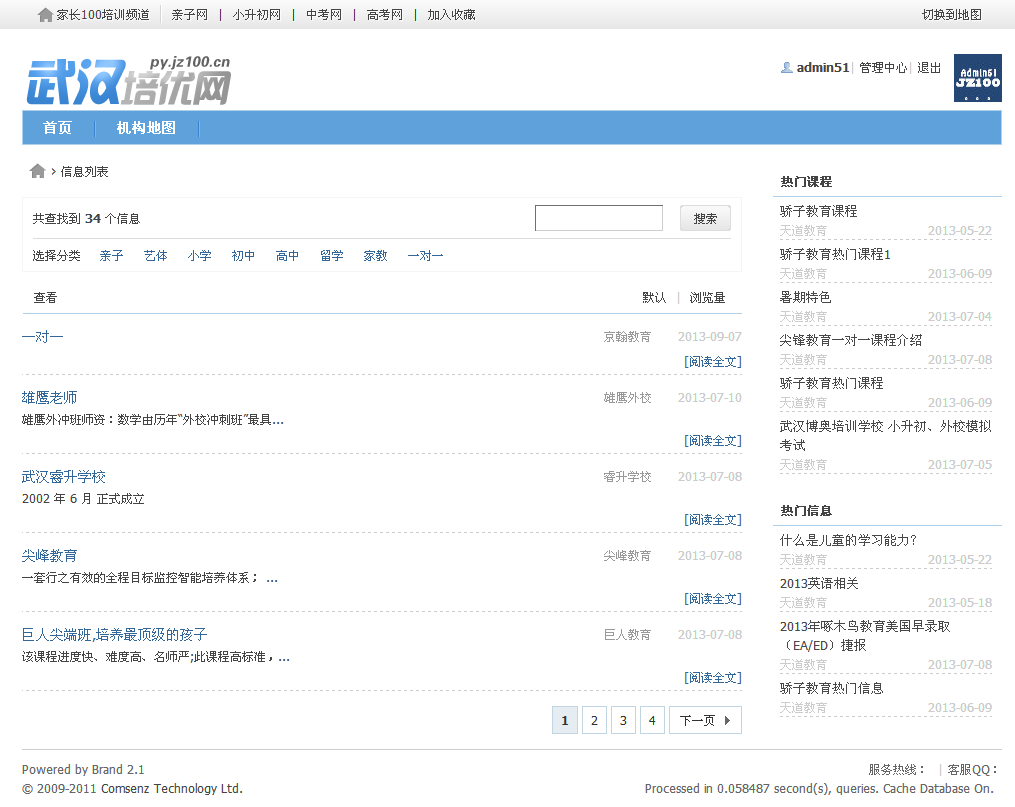 家长100培训频道 亲子网 | 小升初网 | 中考网 | 高考网 | 加入收藏 切换到地图
py.jz100.cn
武汉培优网
admin51 | 管理中心 | 退出
Admin51
JZ100
首页 机构地图
› 信息列表
共查找到 34 个信息 搜索
选择分类 亲子 艺体 小学 初中 高中 留学 家教 一对一
查看 默认 | 浏览量
一对一 京翰教育 2013-09-07
[阅读全文]
雄鹰老师 雄鹰外校 2013-07-10
雄鹰外冲班师资：数学由历年“外校冲刺班”最具...
[阅读全文]
武汉睿升学校 睿升学校 2013-07-08
2002 年 6 月 正式成立
[阅读全文]
尖峰教育 尖峰教育 2013-07-08
一套行之有效的全程目标监控智能培养体系； ...
[阅读全文]
巨人尖端班,培养最顶级的孩子 巨人教育 2013-07-08
该课程进度快、难度高、名师严;此课程高标准，...
[阅读全文]
1 2 3 4 下一页
热门课程
骄子教育课程
天道教育 2013-05-22
骄子教育热门课程1
天道教育 2013-06-09
暑期特色
天道教育 2013-07-04
尖锋教育一对一课程介绍
天道教育 2013-07-08
骄子教育热门课程
天道教育 2013-06-09
武汉博奥培训学校 小升初、外校模拟
考试
天道教育 2013-07-05
热门信息
什么是儿童的学习能力？
天道教育 2013-05-22
2013英语相关
天道教育 2013-05-18
2013年啄木鸟教育美国早录取
（EA/ED）捷报
天道教育 2013-07-08
骄子教育热门信息
天道教育 2013-06-09
Powered by Brand 2.1 服务热线： | 客服QQ：
© 2009-2011 Comsenz Technology Ltd. Processed in 0.058487 second(s), queries. Cache Database On.